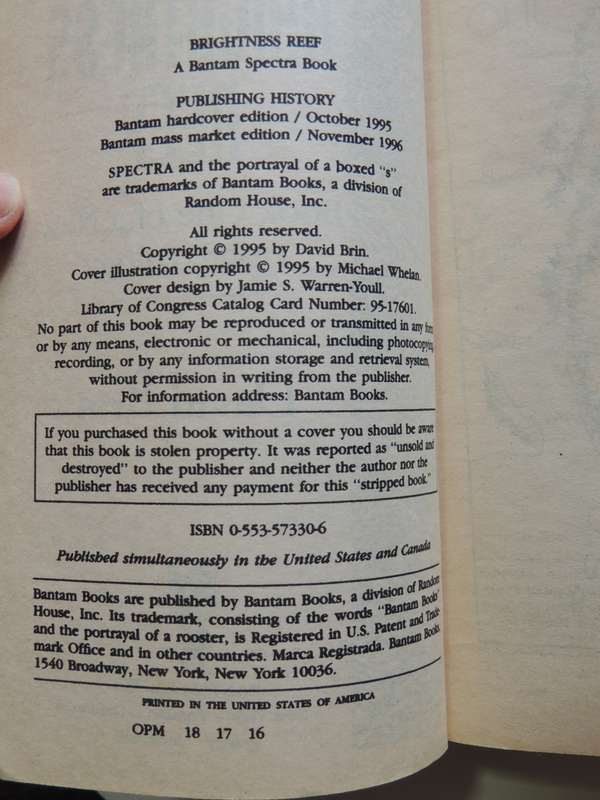 BRIGHTNESS REEF
A Bantam Spectra Book
PUBLISHING HISTORY
Bantam hardcover edition / October 1995
Bantam mass market edition / November 1996
SPECTRA and the portrayal of a boxed "s"
are trademarks of Bantam Books, a division of
Random House, Inc.
All rights reserved.
Copyright © 1995 by David Brin.
Cover illustration copyright © 1995 by Michael Whelan.
Cover design by Jamie S. Warren-Youll.
Library of Congress Catalog Card Number: 95-17601.
No part of this book may be reproduced or transmitted in any form
or by any means, electronic or mechanical, including photocopying,
recording, or by any information storage and retrieval system,
without permission in writing from the publisher.
For information address: Bantam Books.
If you purchased this book without a cover you should be aware
that this book is stolen property. It was reported as "unsold and
destroyed" to the publisher and neither the author nor the
publisher has received any payment for this "stripped book."
ISBN 0-553-57330-6
Published simultaneously in the United States and Canada
Bantam Books are published by Bantam Books, a division of Random
House, Inc. Its trademark, consisting of the words "Bantam Books"
and the portrayal of a rooster, is Registered in U.S. Patent and Trade-
mark Office and in other countries. Marca Registrada. Bantam Books,
1540 Broadway, New York, New York 10036.
PRINTED IN THE UNITED STATES OF AMERICA
OPM 18 17 16